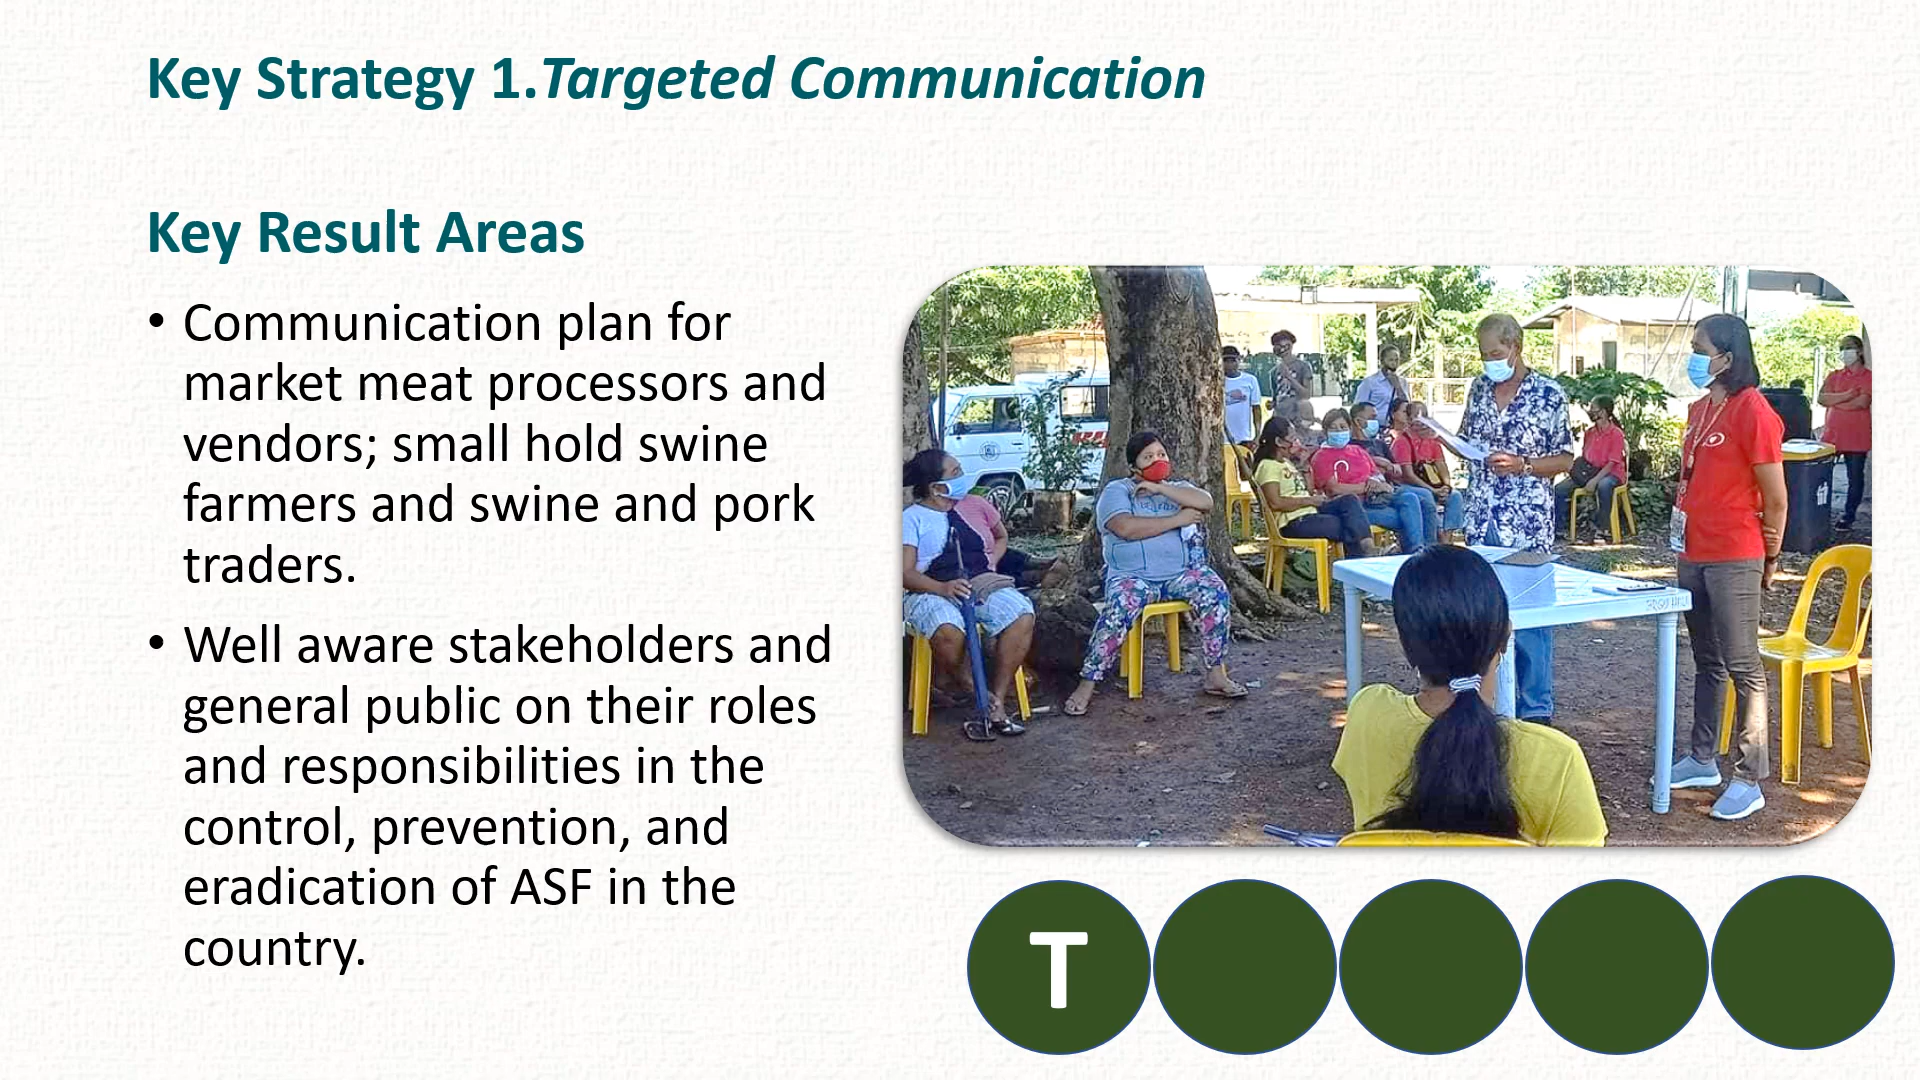 Key Strategy 1.Targeted Communication
Key Result Areas
• Communication plan for
market meat processors and
vendors; small hold swine
farmers and swine and pork
traders.
• Well aware stakeholders and
general public on their roles
and responsibilities in the
control, prevention, and
eradication of ASF in the
country.
T